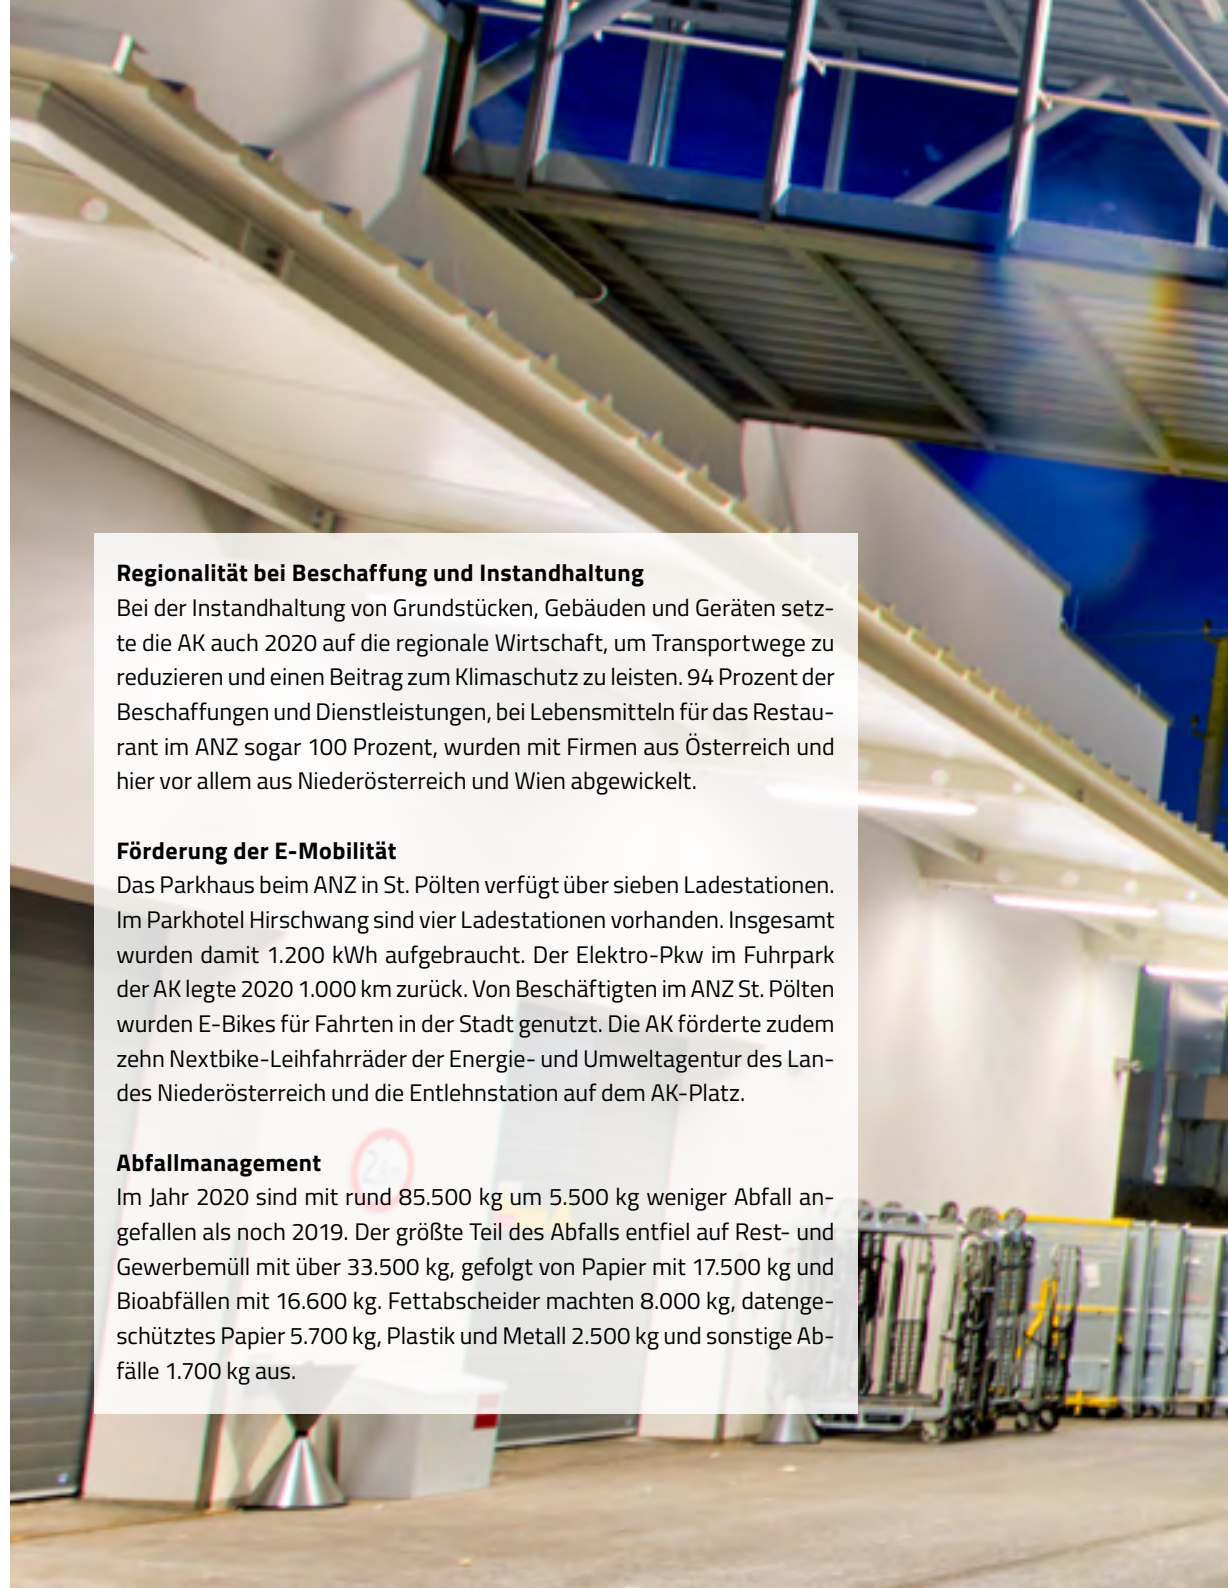 Regionalität bei Beschaffung und Instandhaltung
Bei der Instandhaltung von Grundstücken, Gebäuden und Geräten setz-
te die AK auch 2020 auf die regionale Wirtschaft, um Transportwege zu
reduzieren und einen Beitrag zum Klimaschutz zu leisten. 94 Prozent der
Beschaffungen und Dienstleistungen, bei Lebensmitteln für das Restau-
rant im ANZ sogar 100 Prozent, wurden mit Firmen aus Österreich und
hier vor allem aus Niederösterreich und Wien abgewickelt.
Förderung der E-Mobilität
Das Parkhaus beim ANZ in St. Pölten verfügt über sieben Ladestationen.
Im Parkhotel Hirschwang sind vier Ladestationen vorhanden. Insgesamt
wurden damit 1.200 kWh aufgebraucht. Der Elektro-Pkw im Fuhrpark
der AK legte 2020 1.000 km zurück. Von Beschäftigten im ANZ St. Pölten
wurden E-Bikes für Fahrten in der Stadt genutzt. Die AK förderte zudem
zehn Nextbike-Leihfahrräder der Energie- und Umweltagentur des Lan-
des Niederösterreich und die Entlehnstation auf dem AK-Platz.
Abfallmanagement
Im Jahr 2020 sind mit rund 85.500 kg um 5.500 kg weniger Abfall an-
gefallen als noch 2019. Der größte Teil des Abfalls entfiel auf Rest- und
Gewerbemüll mit über 33.500 kg, gefolgt von Papier mit 17.500 kg und
Bioabfällen mit 16.600 kg. Fettabscheider machten 8.000 kg, datenge-
schütztes Papier 5.700 kg, Plastik und Metall 2.500 kg und sonstige Ab-
fälle 1.700 kg aus.